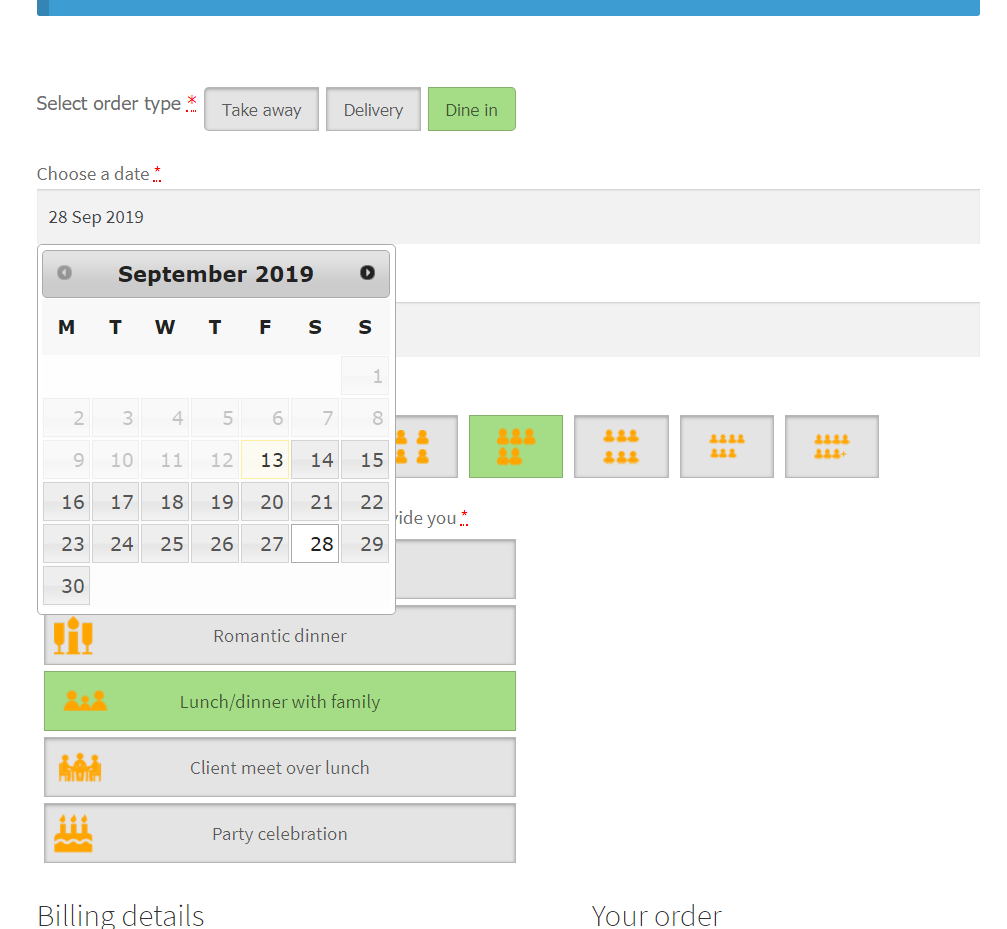 Select order type * Take away Delivery Dine in
Choose a date *
28 Sep 2019
September 2019
M T W T F S S
1
2 3 4 5 6 7 8
9 10 11 12 13 14 15
16 17 18 19 20 21 22
23 24 25 26 27 28 29
30
you *
Romantic dinner
Lunch/dinner with family
Client meet over lunch
Party celebration
Billing details Your order